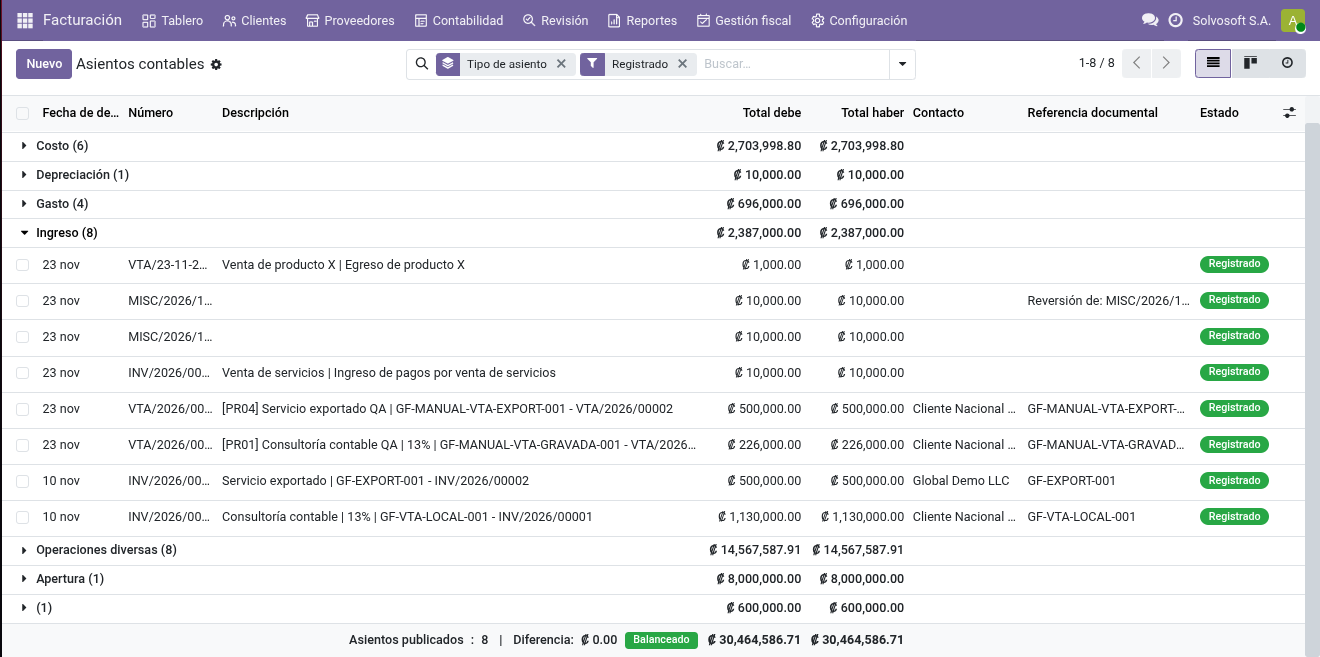 Facturación Tablero Clientes Proveedores Contabilidad Revisión Reportes Gestión fiscal Configuración Solvosoft S.A. A
Nuevo Asientos contables Tipo de asiento Registrado Buscar... 1-8 / 8
Fecha de de... Número Descripción Total debe Total haber Contacto Referencia documental Estado
Costo (6) ₡ 2,703,998.80 ₡ 2,703,998.80
Depreciación (1) ₡ 10,000.00 ₡ 10,000.00
Gasto (4) ₡ 696,000.00 ₡ 696,000.00
Ingreso (8) ₡ 2,387,000.00 ₡ 2,387,000.00
23 nov VTA/23-11-2... Venta de producto X | Egreso de producto X ₡ 1,000.00 ₡ 1,000.00 Registrado
23 nov MISC/2026/1... ₡ 10,000.00 ₡ 10,000.00 Reversión de: MISC/2026/1... Registrado
23 nov MISC/2026/1... ₡ 10,000.00 ₡ 10,000.00 Registrado
23 nov INV/2026/00... Venta de servicios | Ingreso de pagos por venta de servicios ₡ 10,000.00 ₡ 10,000.00 Registrado
23 nov VTA/2026/00... [PR04] Servicio exportado QA | GF-MANUAL-VTA-EXPORT-001 - VTA/2026/00002 ₡ 500,000.00 ₡ 500,000.00 Cliente Nacional ... GF-MANUAL-VTA-EXPORT-... Registrado
23 nov VTA/2026/00... [PR01] Consultoría contable QA | 13% | GF-MANUAL-VTA-GRAVADA-001 - VTA/2026... ₡ 226,000.00 ₡ 226,000.00 Cliente Nacional ... GF-MANUAL-VTA-GRAVAD... Registrado
10 nov INV/2026/00... Servicio exportado | GF-EXPORT-001 - INV/2026/00002 ₡ 500,000.00 ₡ 500,000.00 Global Demo LLC GF-EXPORT-001 Registrado
10 nov INV/2026/00... Consultoría contable | 13% | GF-VTA-LOCAL-001 - INV/2026/00001 ₡ 1,130,000.00 ₡ 1,130,000.00 Cliente Nacional ... GF-VTA-LOCAL-001 Registrado
Operaciones diversas (8) ₡ 14,567,587.91 ₡ 14,567,587.91
Apertura (1) ₡ 8,000,000.00 ₡ 8,000,000.00
(1) ₡ 600,000.00 ₡ 600,000.00
Asientos publicados : 8 | Diferencia: ₡ 0.00 Balanceado ₡ 30,464,586.71 ₡ 30,464,586.71